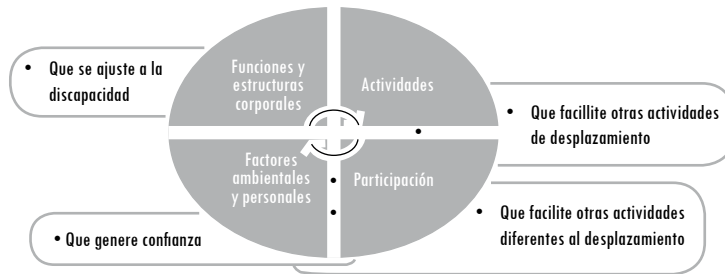 • Que se ajuste a la
discapacidad
Funciones y
estructuras
corporales
Actividades
• Que facillite otras actividades
de desplazamiento
Factores
ambientales
y personales
Participación
• Que genere confianza
• Que facilite otras actividades
diferentes al desplazamiento